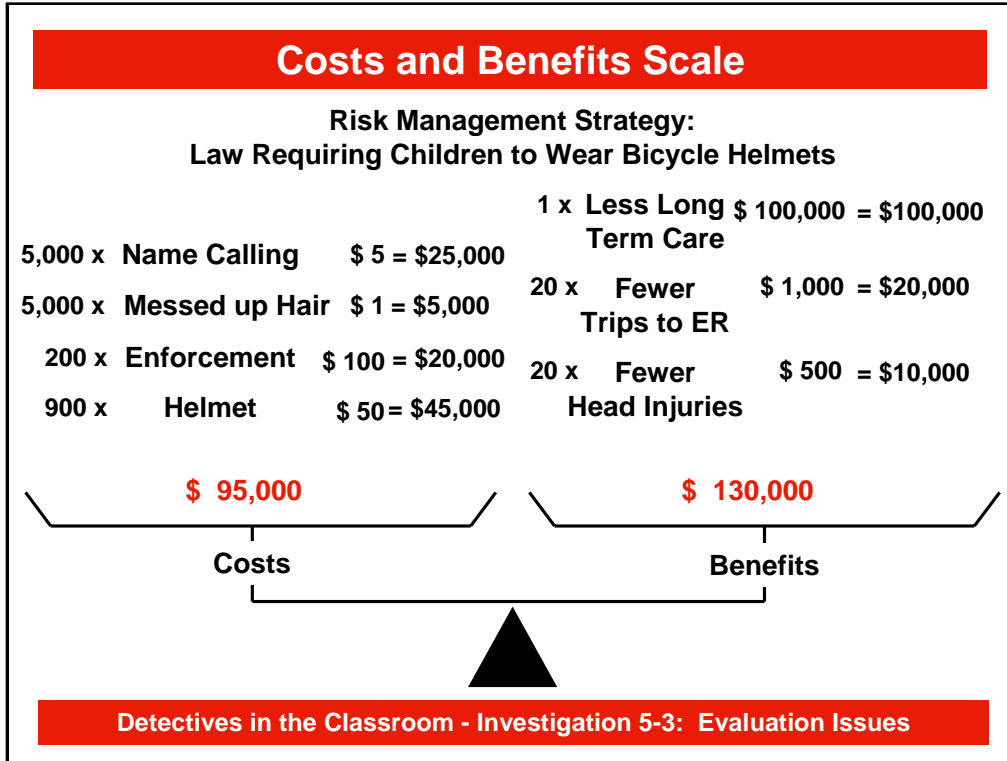 Costs and Benefits Scale
Risk Management Strategy:
Law Requiring Children to Wear Bicycle Helmets
5,000 x Name Calling $ 5 = $25,000
5,000 x Messed up Hair $ 1 = $5,000
200 x Enforcement $ 100 = $20,000
900 x Helmet $ 50 = $45,000
$ 95,000
Costs
1 x Less Long $ 100,000 = $100,000
Term Care
20 x Fewer $ 1,000 = $20,000
Trips to ER
20 x Fewer $ 500 = $10,000
Head Injuries
$ 130,000
Benefits
Detectives in the Classroom - Investigation 5-3: Evaluation Issues